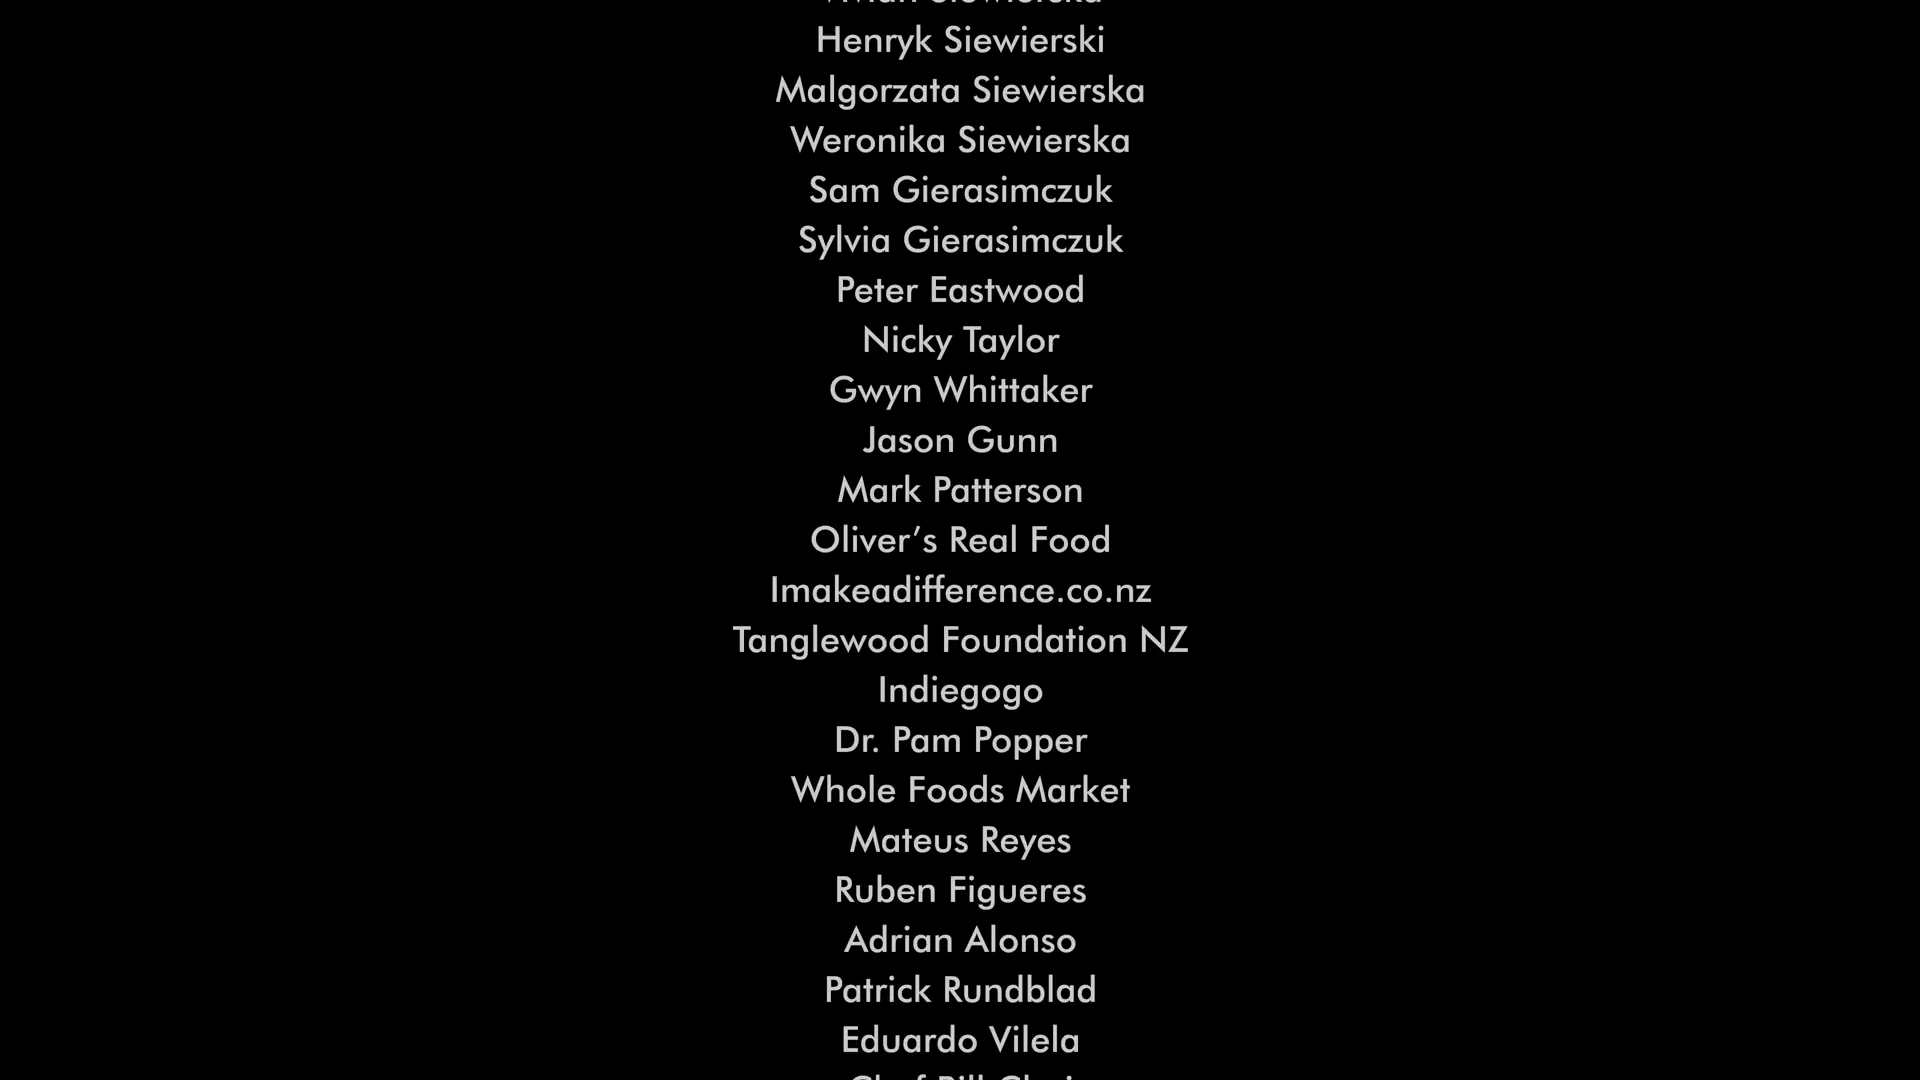 Henryk Siewierski
Malgorzata Siewierska
Weronika Siewierska
Sam Gierasimczuk
Sylvia Gierasimczuk
Peter Eastwood
Nicky Taylor
Gwyn Whittaker
Jason Gunn
Mark Patterson
Oliver’s Real Food
Imakeadifference.co.nz
Tanglewood Foundation NZ
Indiegogo
Dr. Pam Popper
Whole Foods Market
Mateus Reyes
Ruben Figueres
Adrian Alonso
Patrick Rundblad
Eduardo Vilela